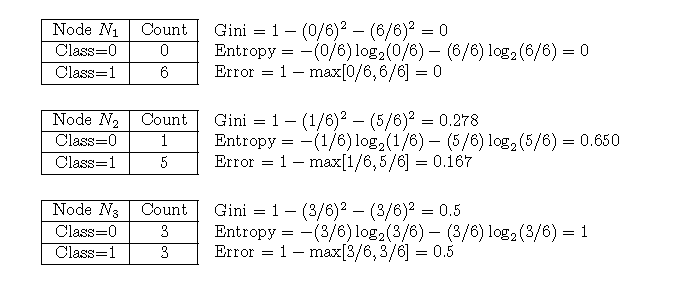 Node N₁ Count Gini = 1 − (0/6)² − (6/6)² = 0
Class=0 0 Entropy = −(0/6) log₂(0/6) − (6/6) log₂(6/6) = 0
Class=1 6 Error = 1 − max[0/6, 6/6] = 0
Node N₂ Count Gini = 1 − (1/6)² − (5/6)² = 0.278
Class=0 1 Entropy = −(1/6) log₂(1/6) − (5/6) log₂(5/6) = 0.650
Class=1 5 Error = 1 − max[1/6, 5/6] = 0.167
Node N₃ Count Gini = 1 − (3/6)² − (3/6)² = 0.5
Class=0 3 Entropy = −(3/6) log₂(3/6) − (3/6) log₂(3/6) = 1
Class=1 3 Error = 1 − max[3/6, 3/6] = 0.5